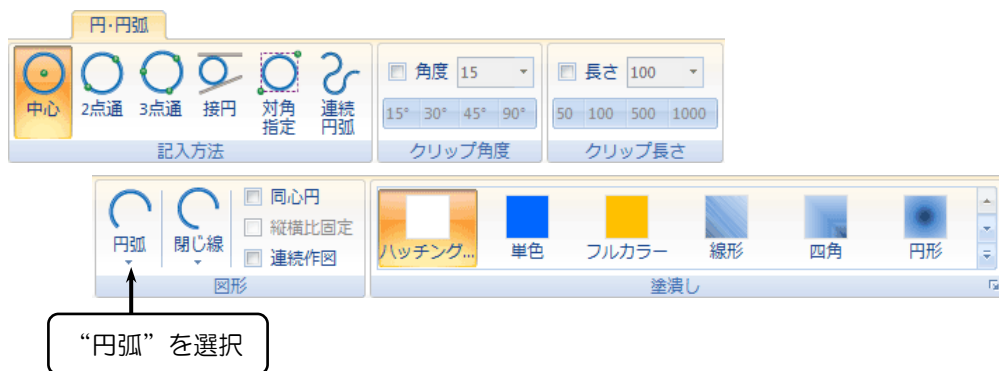 円・円弧
中心
2点通
3点通
接円
対角
指定
連続
円弧
記入方法
角度 15
15° 30° 45° 90°
クリップ角度
長さ 100
50 100 500 1000
クリップ長さ
円弧
閉じ線
同心円
縦横比固定
連続作図
図形
ハッチング...
単色
フルカラー
線形
四角
円形
塗潰し
“円弧”を選択